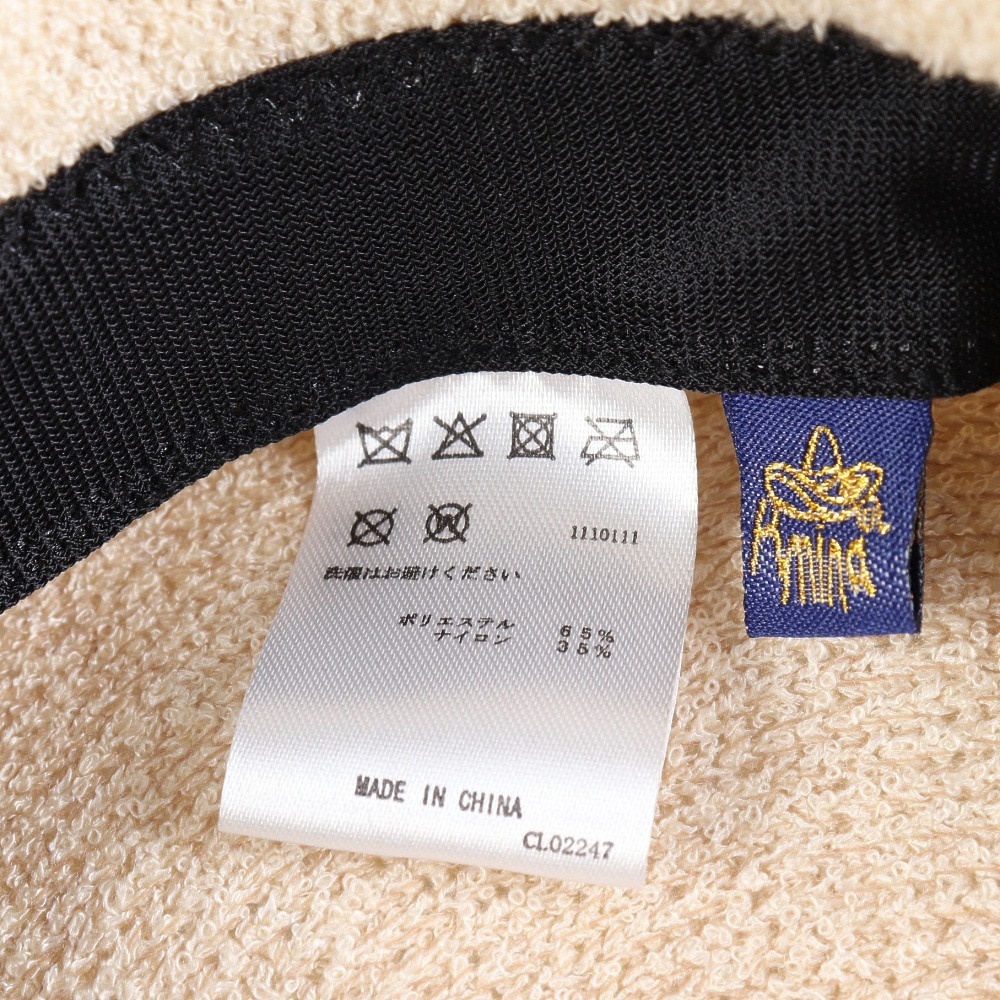 W
1110111
洗濯はお避けください
ポリエステル 65%
ナイロン 35%
MADE IN CHINA
CL02247
Amina